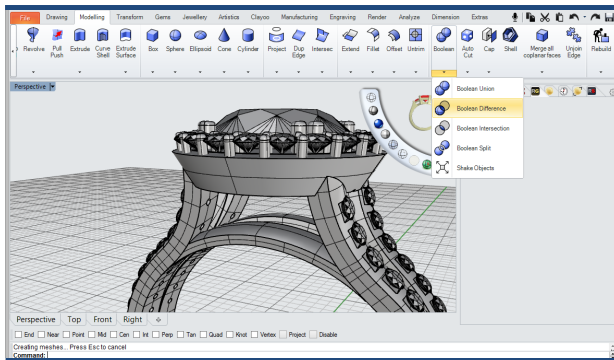 File Drawing Modelling Transform Gems Jewellery Artistica Clayoo Manufacturing Engraving Render Analyze Dimension Extras
Revolve Pull Push Extrude Curve Shell Extrude Surface Box Sphere Ellipsoid Cone Cylinder Project Dup Edge Intersec Extend Fillet Offset Untrim Boolean Auto Cut Cap Shell Merge all coplanar faces Unjoin Edge Rebuild
Perspective
RG
Boolean Union
Boolean Difference
Boolean Intersection
Boolean Split
Shake Objects
Perspective Top Front Right
End Near Point Mid Cen Int Perp Tan Quad Knot Vertex Project Disable
Creating meshes... Press Esc to cancel
Command: